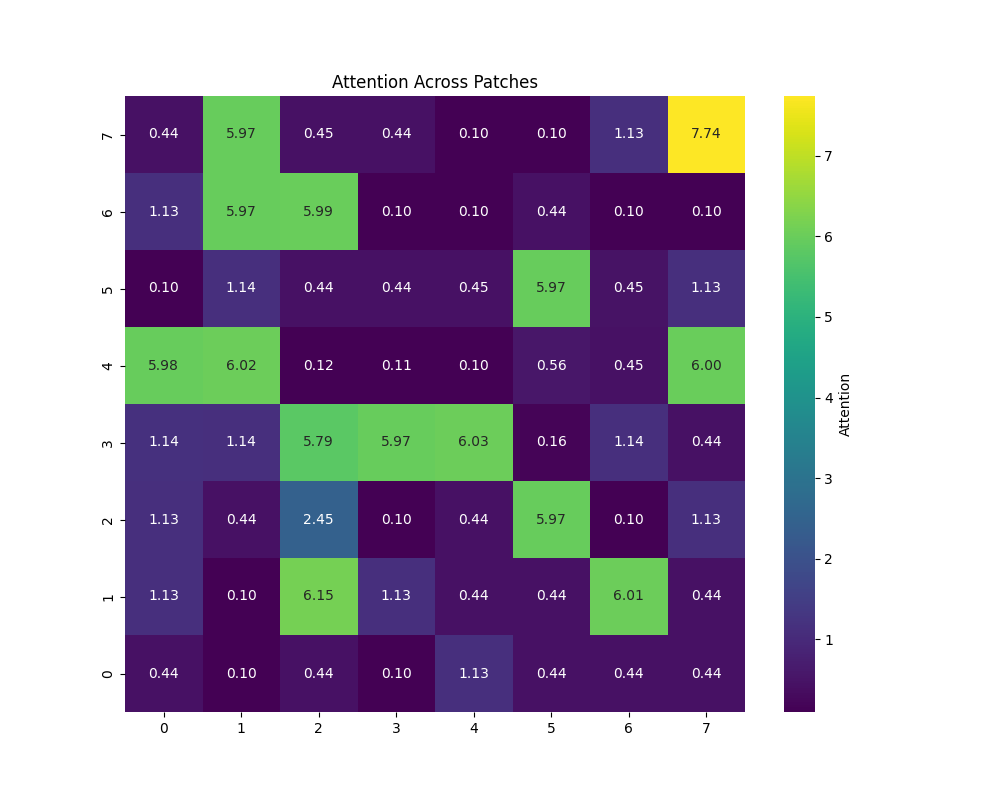 Attention Across Patches
7 0.44 5.97 0.45 0.44 0.10 0.10 1.13 7.74
6 1.13 5.97 5.99 0.10 0.10 0.44 0.10 0.10
5 0.10 1.14 0.44 0.44 0.45 5.97 0.45 1.13
4 5.98 6.02 0.12 0.11 0.10 0.56 0.45 6.00
3 1.14 1.14 5.79 5.97 6.03 0.16 1.14 0.44
2 1.13 0.44 2.45 0.10 0.44 5.97 0.10 1.13
1 1.13 0.10 6.15 1.13 0.44 0.44 6.01 0.44
0 0.44 0.10 0.44 0.10 1.13 0.44 0.44 0.44
0 1 2 3 4 5 6 7
7
6
5
4
3
2
1
Attention